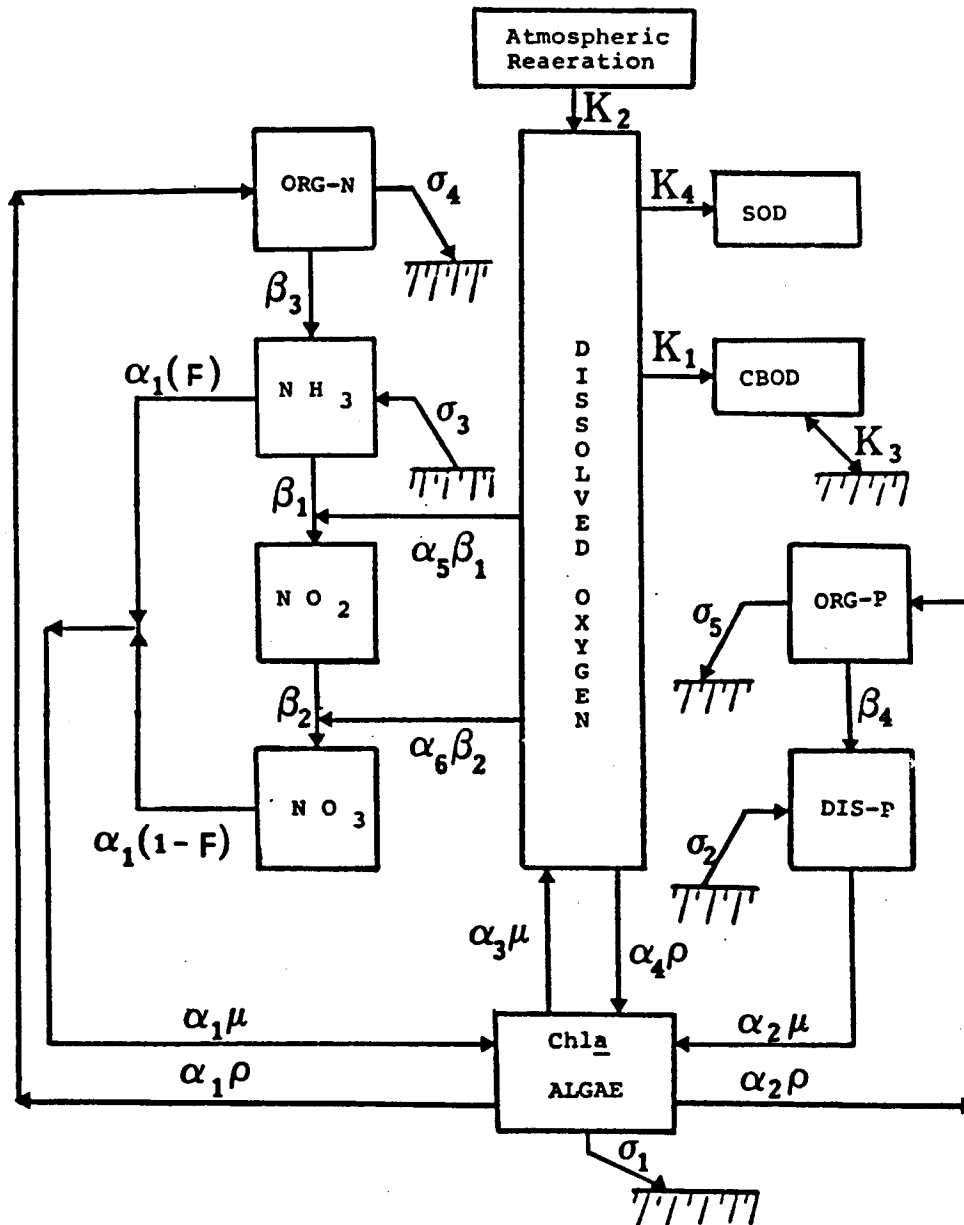 Atmospheric
Reaeration
K₂
ORG-N
σ₄
K₄
SOD
β₃
α₁(F)
NH₃
σ₃
K₁
CBOD
K₃
β₁
α₅β₁
DISSOLVED OXYGEN
NO₂
ORG-P
σ₅
β₂
α₆β₂
β₄
NO₃
α₁(1-F)
DIS-P
σ₂
α₃μ
α₄ρ
α₁μ
Chla
α₂μ
α₁ρ
ALGAE
α₂ρ
σ₁